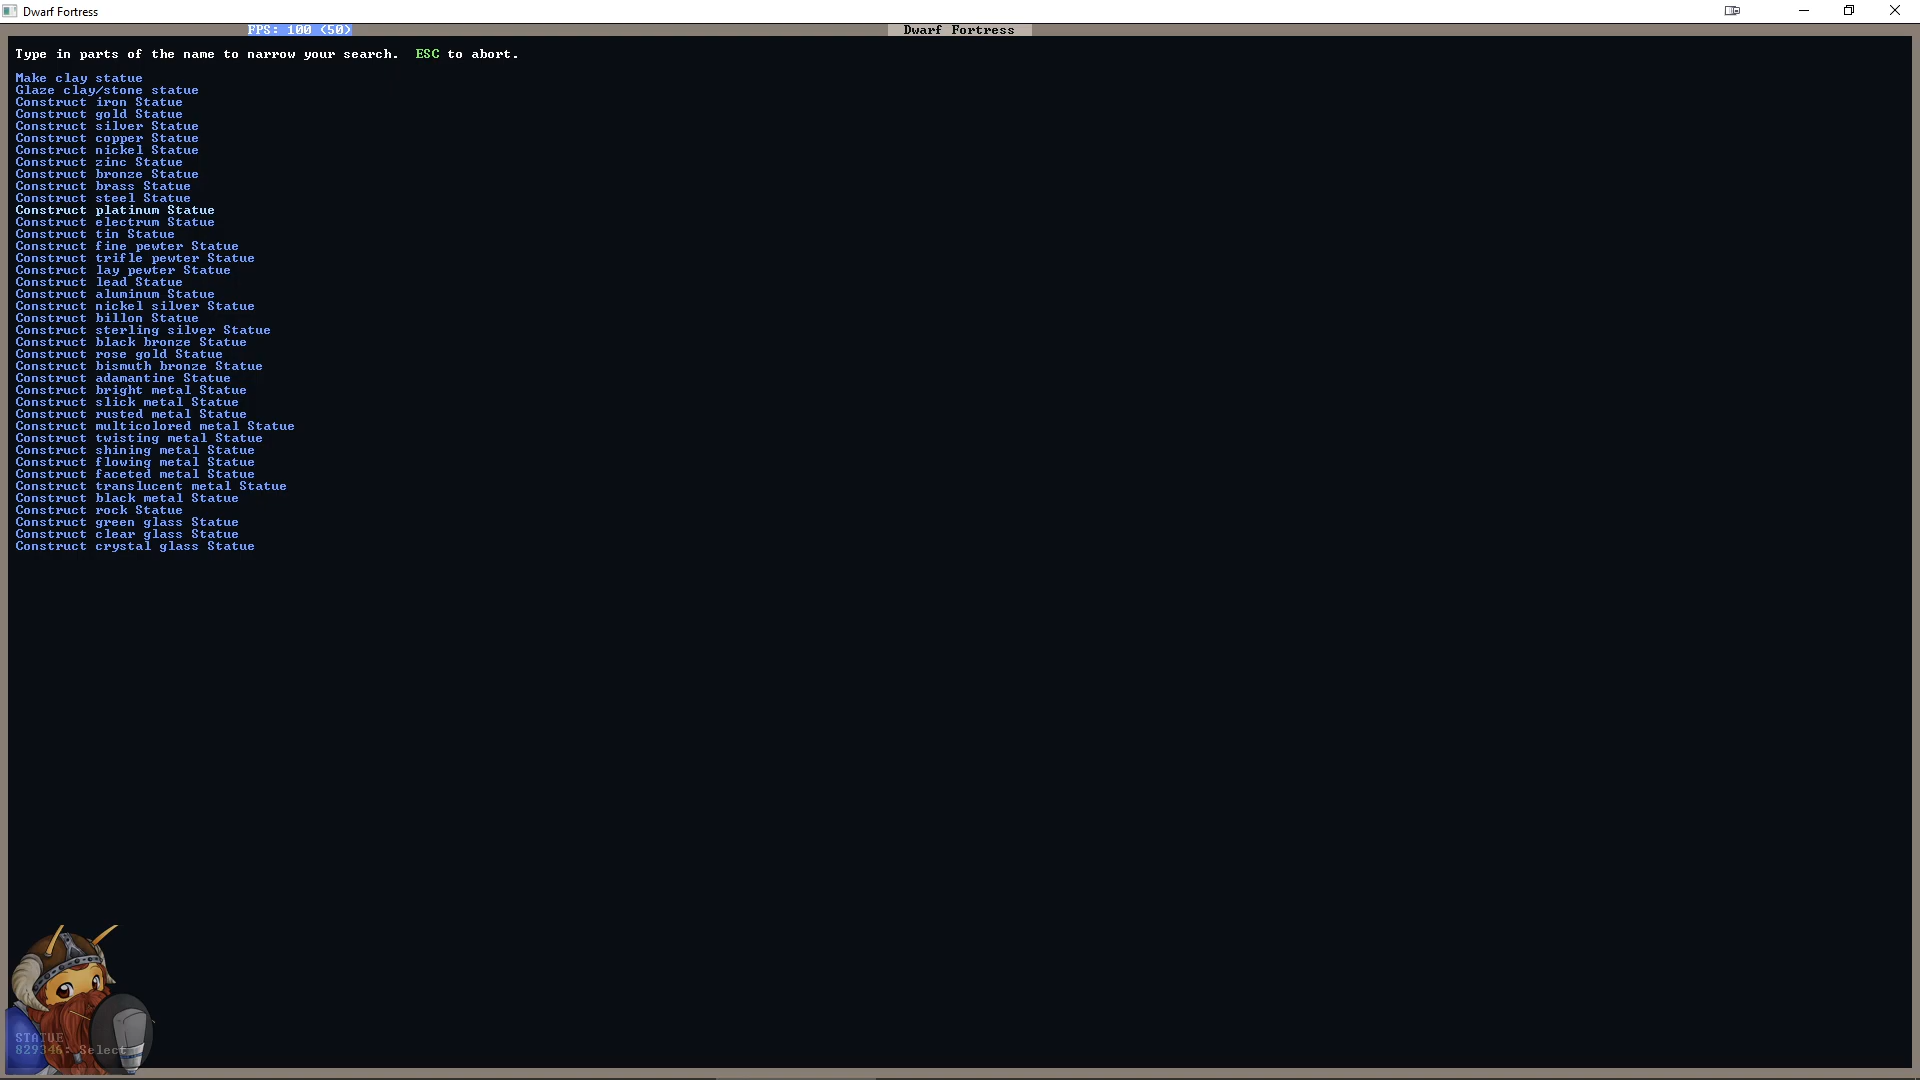 Dwarf Fortress
FPS: 100 (50)
Dwarf Fortress
Type in parts of the name to narrow your search.  ESC to abort.
Make clay statue
Glaze clay/stone statue
Construct iron Statue
Construct gold Statue
Construct silver Statue
Construct copper Statue
Construct nickel Statue
Construct zinc Statue
Construct bronze Statue
Construct brass Statue
Construct steel Statue
Construct platinum Statue
Construct electrum Statue
Construct tin Statue
Construct fine pewter Statue
Construct trifle pewter Statue
Construct lay pewter Statue
Construct lead Statue
Construct aluminum Statue
Construct nickel silver Statue
Construct billon Statue
Construct sterling silver Statue
Construct black bronze Statue
Construct rose gold Statue
Construct bismuth bronze Statue
Construct adamantine Statue
Construct bright metal Statue
Construct slick metal Statue
Construct rusted metal Statue
Construct multicolored metal Statue
Construct twisting metal Statue
Construct shining metal Statue
Construct flowing metal Statue
Construct faceted metal Statue
Construct translucent metal Statue
Construct black metal Statue
Construct rock Statue
Construct green glass Statue
Construct clear glass Statue
Construct crystal glass Statue
STATUE
829346: Select